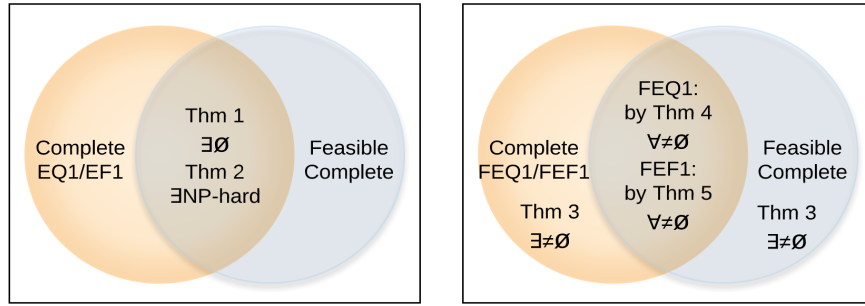 Complete
EQ1/EF1
Thm 1
∃Ø
Thm 2
∃NP-hard
Feasible
Complete
Complete
FEQ1/FEF1
Thm 3
∃≠Ø
FEQ1:
by Thm 4
∀≠Ø
FEF1:
by Thm 5
∀≠Ø
Feasible
Complete
Thm 3
∃≠Ø